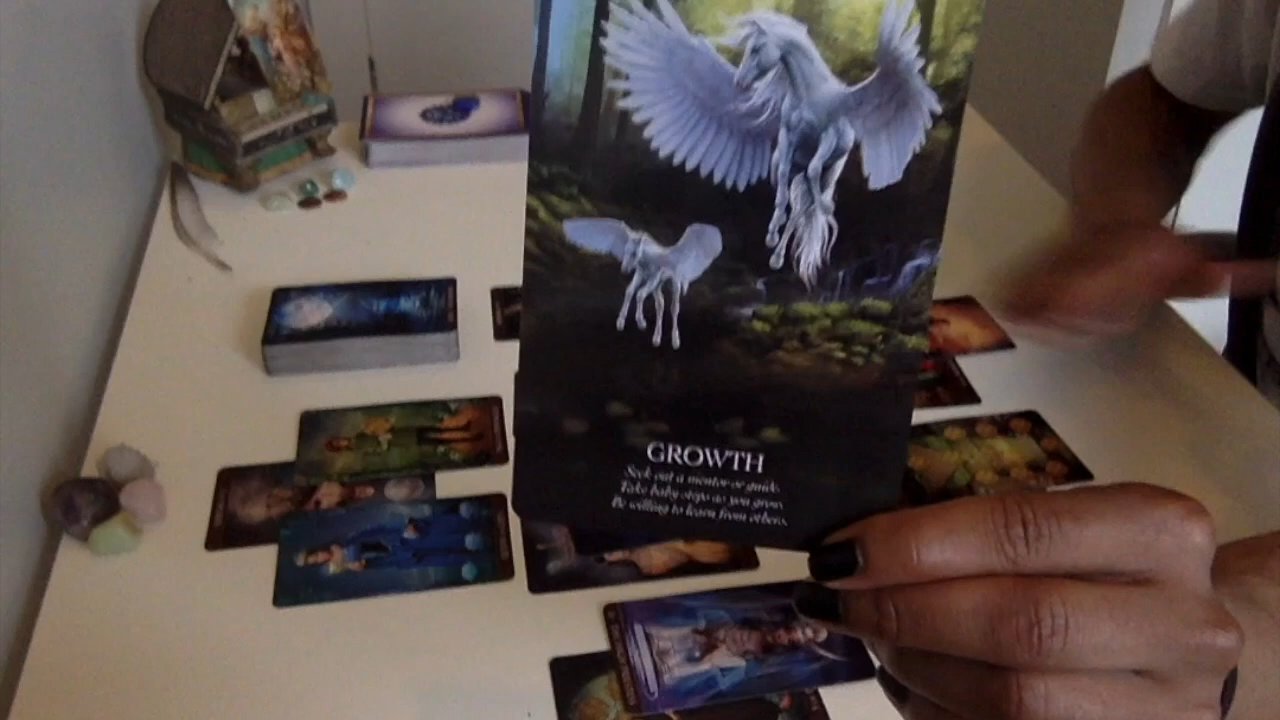 GROWTH
Seek out a mentor or guide.
Take baby steps as you grow.
Be willing to learn from others.